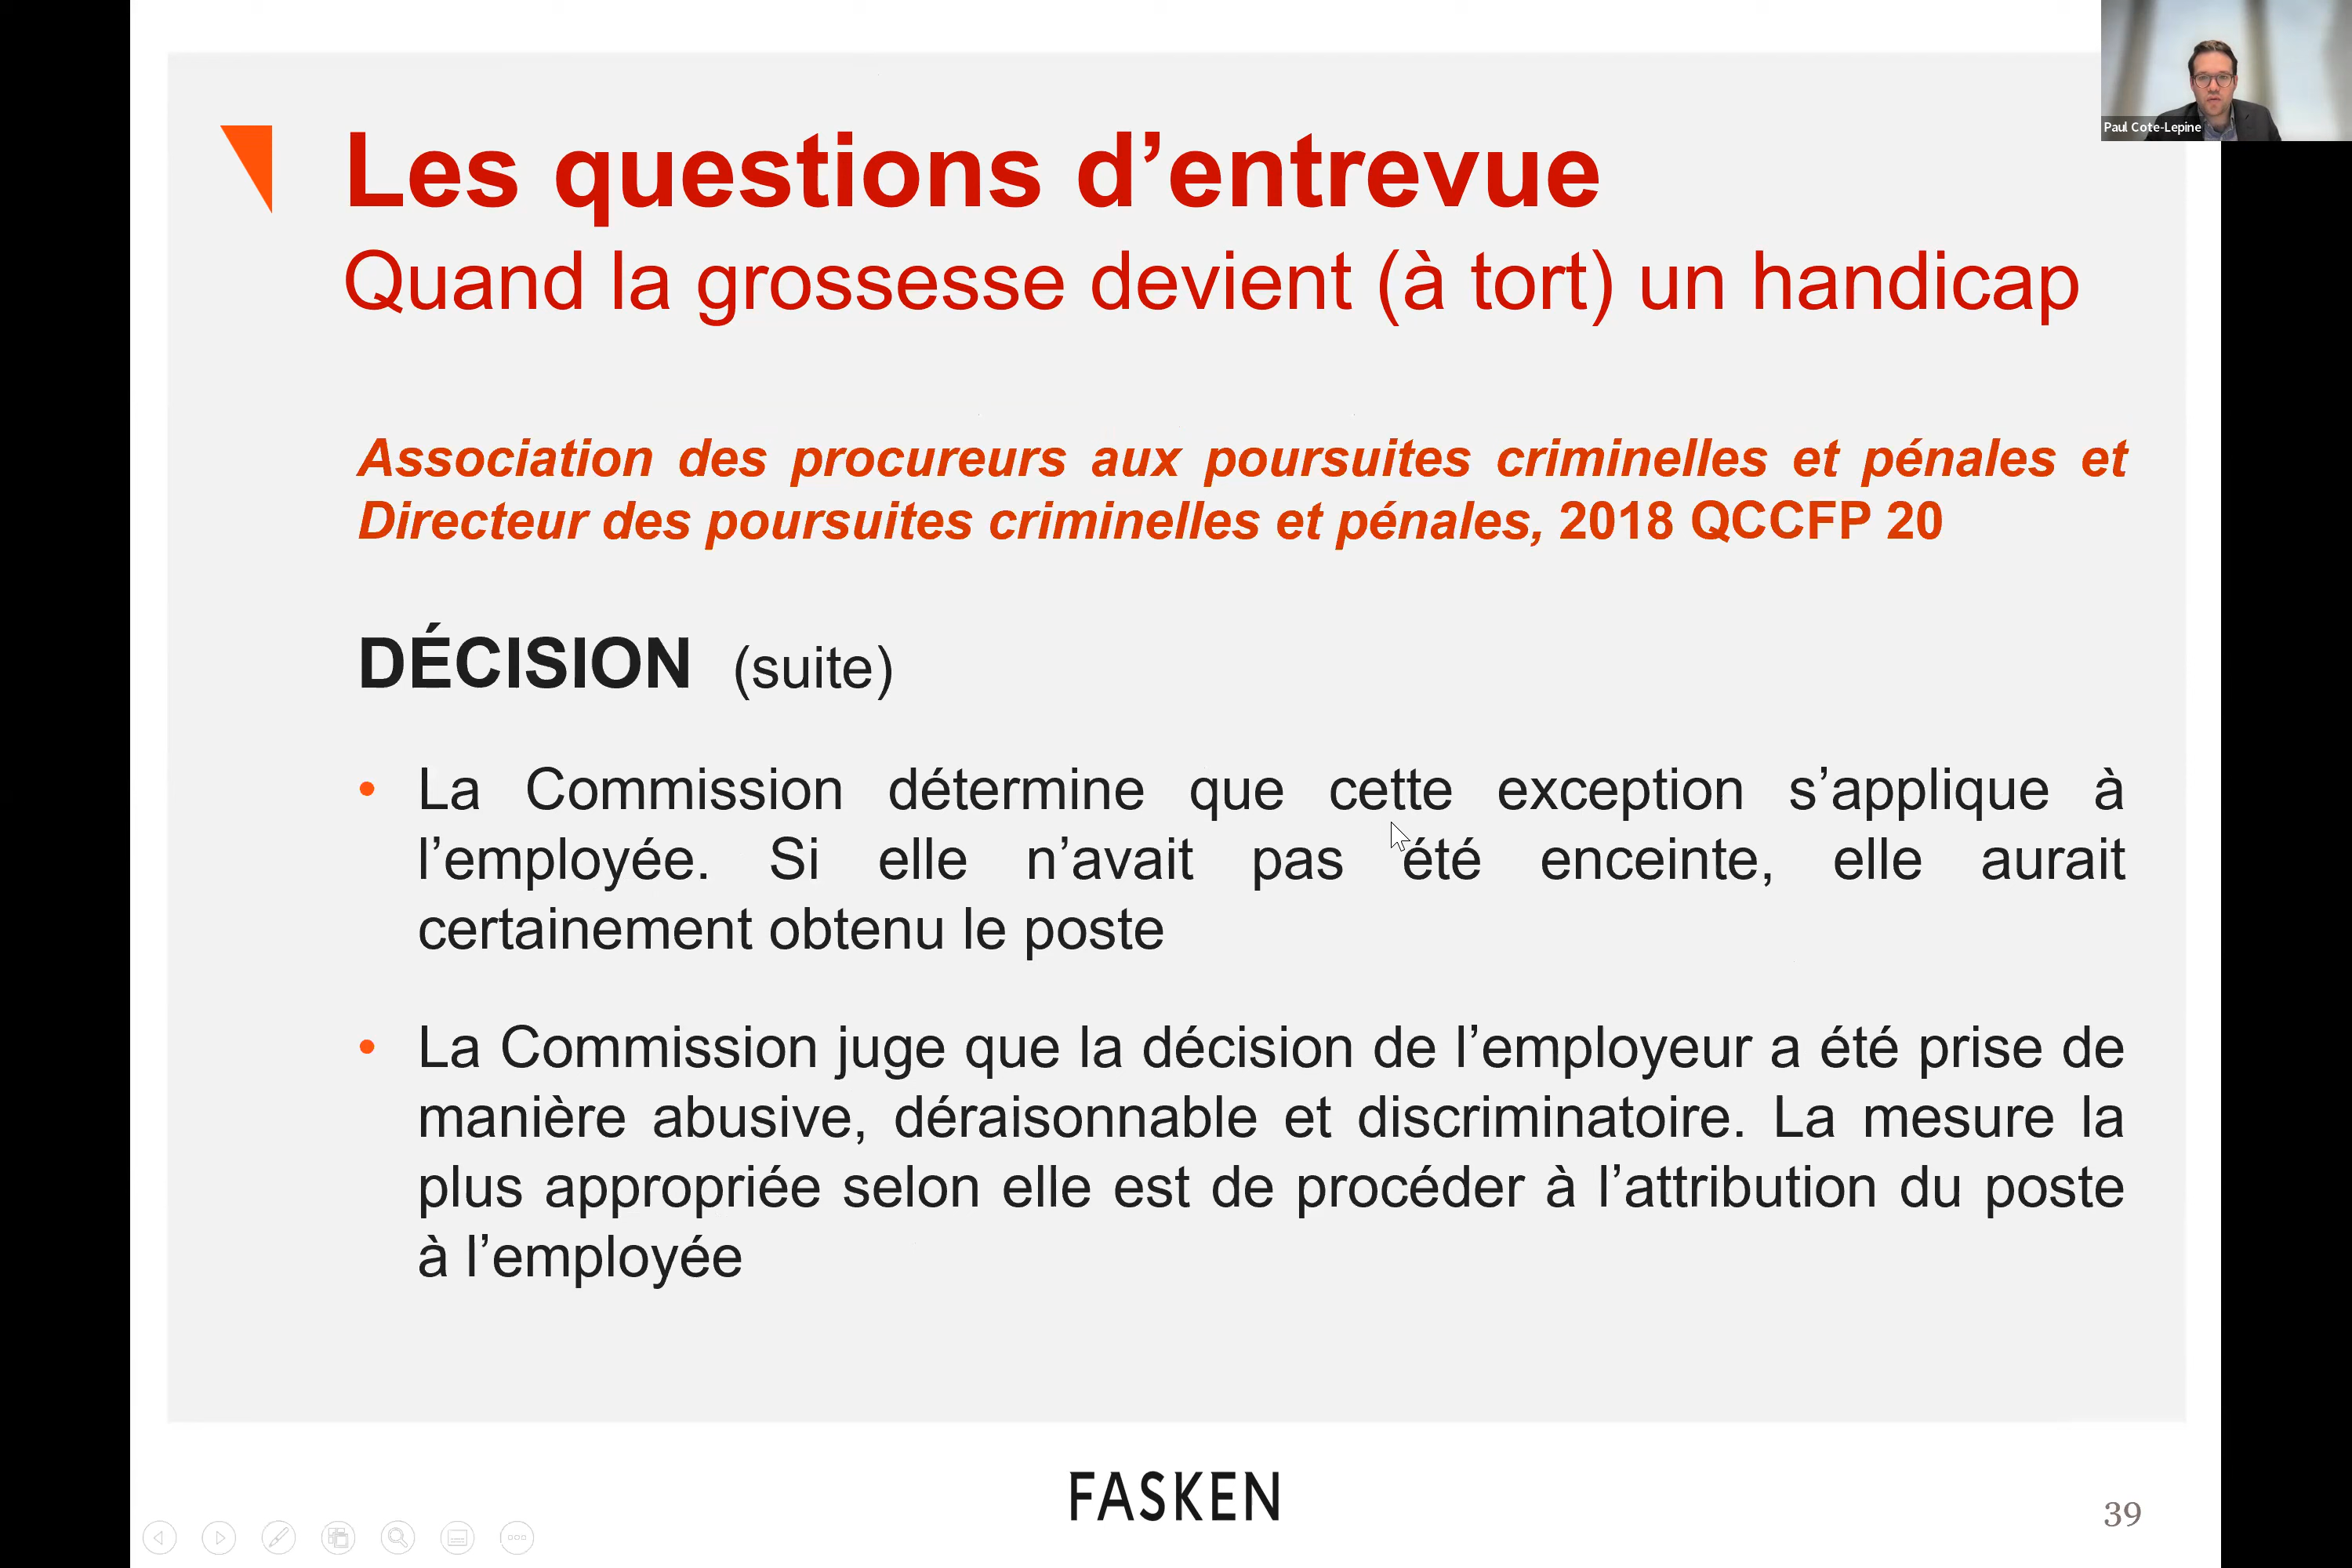 Paul Cote-Lepine
Les questions d’entrevue
Quand la grossesse devient (à tort) un handicap
Association des procureurs aux poursuites criminelles et pénales et
Directeur des poursuites criminelles et pénales, 2018 QCCFP 20
DÉCISION (suite)
• La Commission détermine que cette exception s’applique à
l’employée. Si elle n’avait pas été enceinte, elle aurait
certainement obtenu le poste
• La Commission juge que la décision de l’employeur a été prise de
manière abusive, déraisonnable et discriminatoire. La mesure la
plus appropriée selon elle est de procéder à l’attribution du poste
à l’employée
FASKEN
39